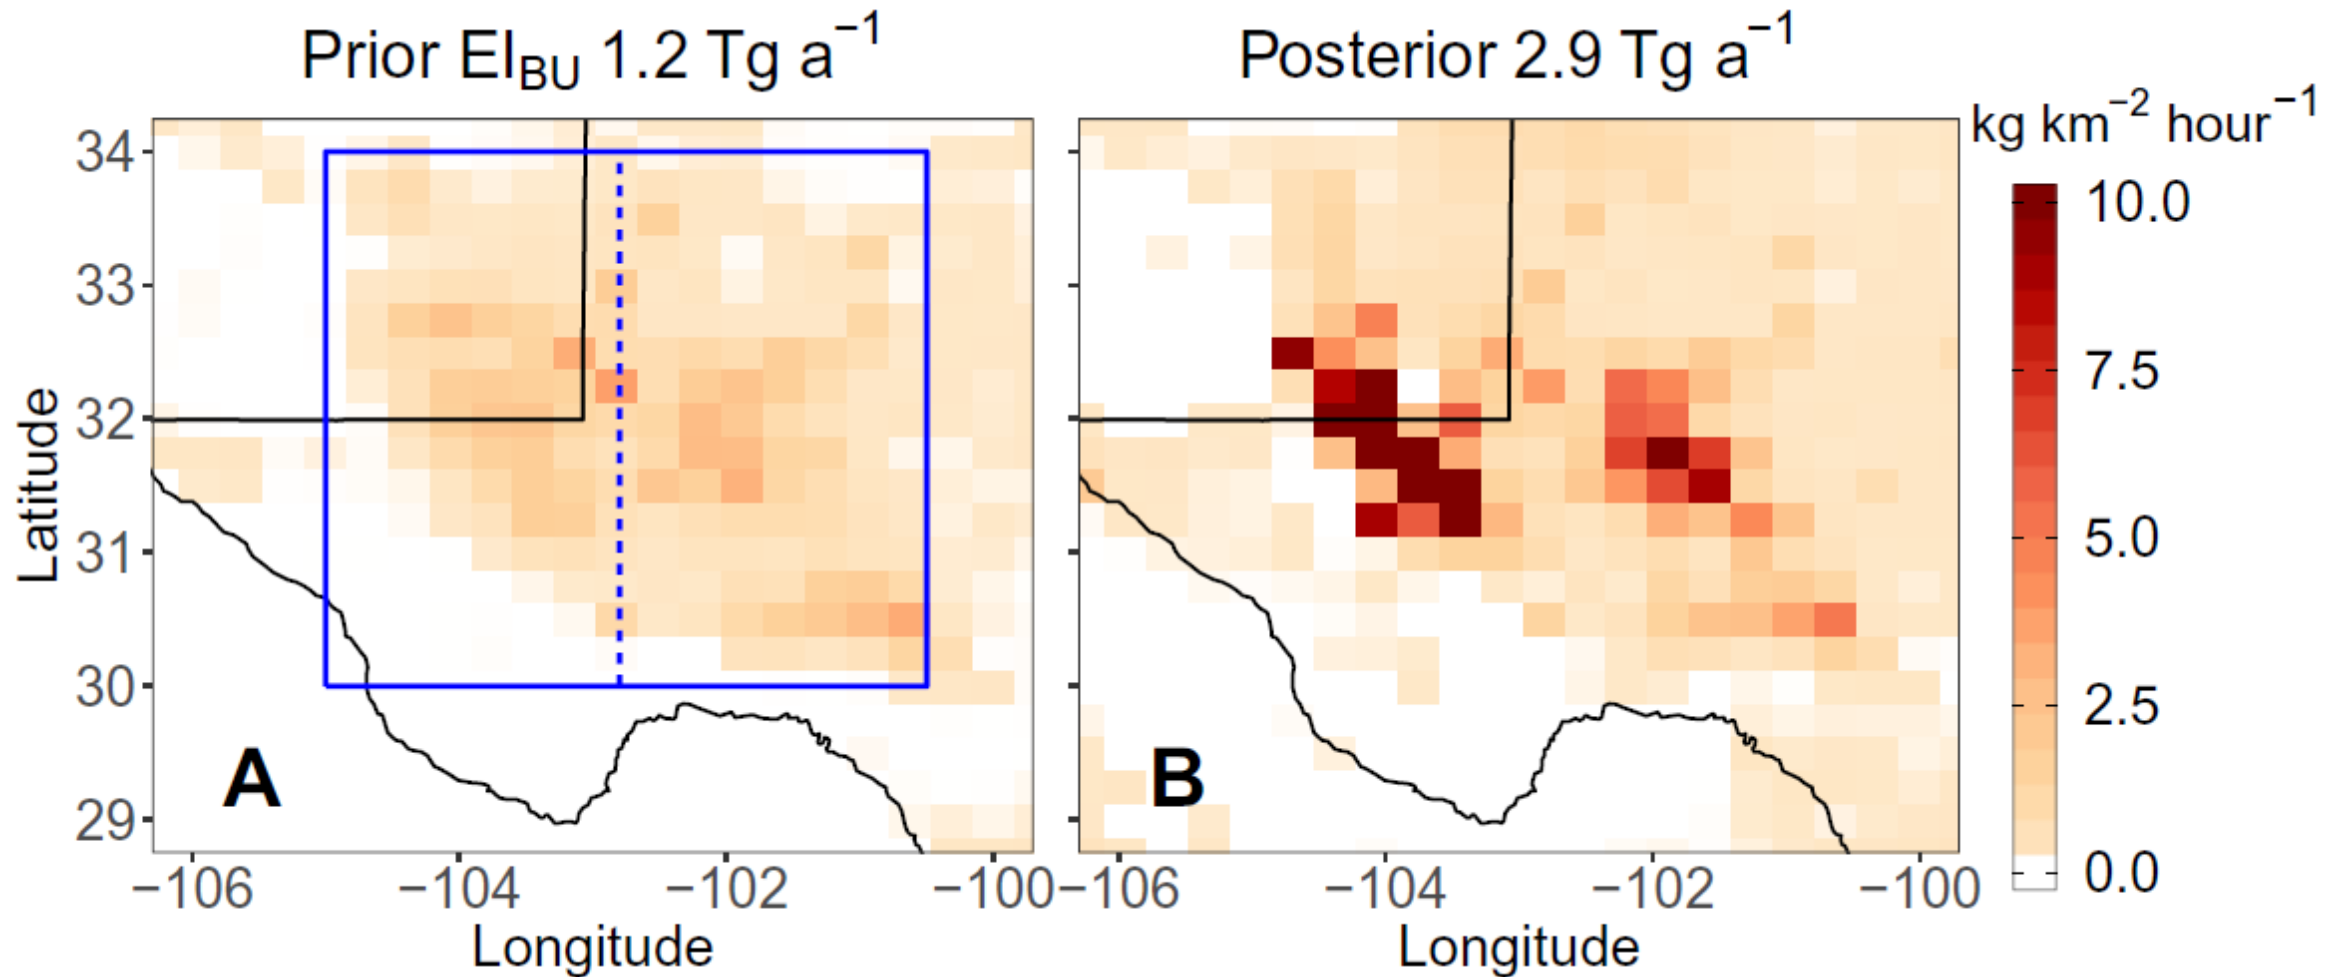 Prior EI_BU 1.2 Tg a⁻¹
Posterior 2.9 Tg a⁻¹
kg km⁻² hour⁻¹
34
33
32
31
30
29
Latitude
A
B
10.0
7.5
5.0
2.5
0.0
−106 −104 −102 −100
−106 −104 −102 −100
Longitude
Longitude